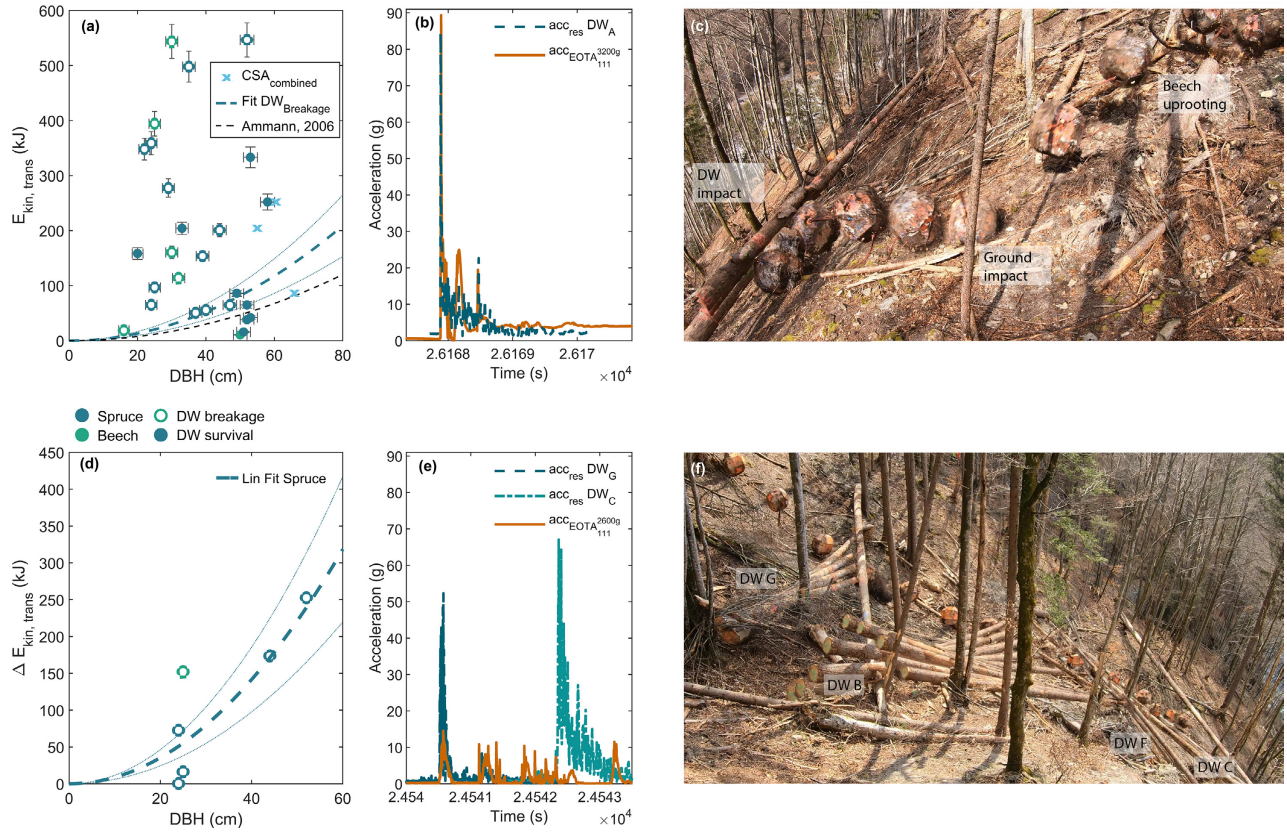 (a)
600
500
400
300
200
100
0
E_kin, trans (kJ)
CSA_combined
Fit DW_Breakage
Ammann, 2006
0 20 40 60 80
DBH (cm)
(b)
90
80
70
60
50
40
30
20
10
0
Acceleration (g)
acc_res DW_A
acc_EOTA_111^3200g
2.6168 2.6169 2.617
Time (s) ×10^4
(c)
Beech
uprooting
DW
impact
Ground
impact
Spruce DW breakage
Beech DW survival
(d)
450
400
350
300
250
200
150
100
50
0
Δ E_kin, trans (kJ)
Lin Fit Spruce
0 20 40 60
DBH (cm)
(e)
90
80
70
60
50
40
30
20
10
0
Acceleration (g)
acc_res DW_G
acc_res DW_C
acc_EOTA_111^2600g
2.454 2.4541 2.4542 2.4543
Time (s) ×10^4
(f)
DW G
DW B
DW F
DW C